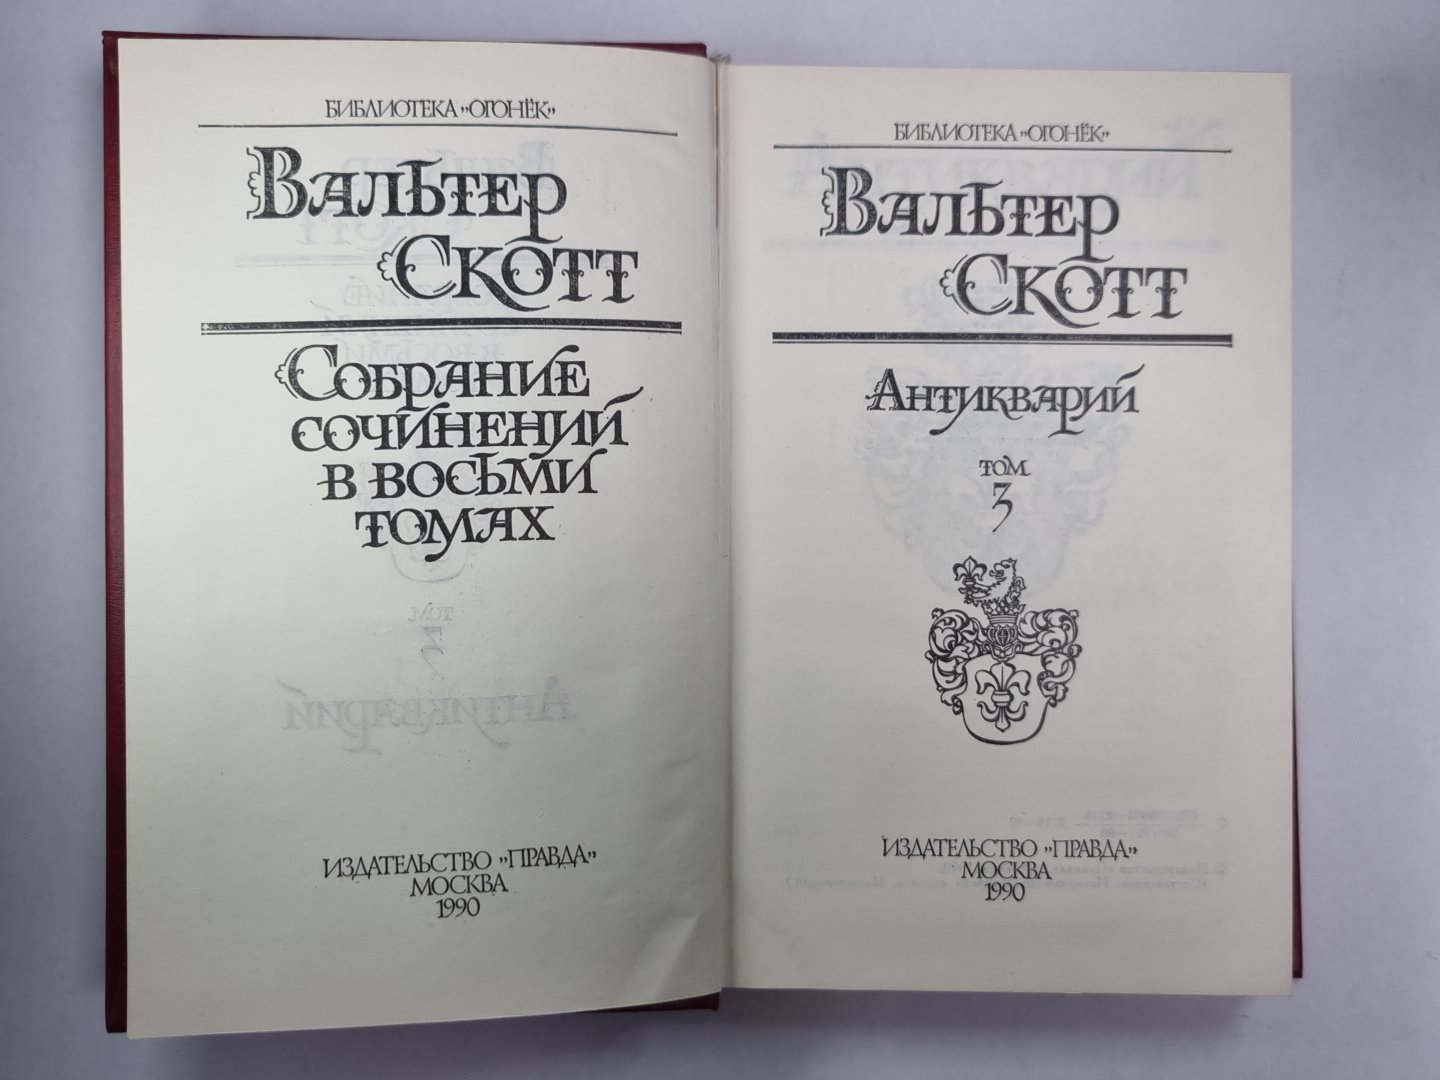 БИБЛИОТЕКА „ОГОНЁК”
ВАЛЬТЕР
СКОТТ
СОБРАНИЕ
СОЧИНЕНИЙ
В ВОСЬМИ
ТОМАХ
ИЗДАТЕЛЬСТВО „ПРАВДА”
МОСКВА
1990
БИБЛИОТЕКА „ОГОНЁК”
ВАЛЬТЕР
СКОТТ
АНТИКВАРИЙ
ТОМ
3
ИЗДАТЕЛЬСТВО „ПРАВДА”
МОСКВА
1990